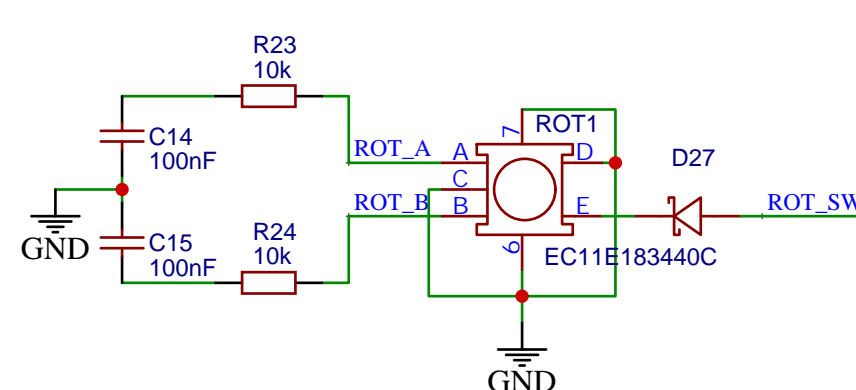 R23
10k
C14
100nF
ROT_A
ROT_B
GND
C15
100nF
R24
10k
7
ROT1
A
C
B
D
E
6
EC11E183440C
D27
ROT_SW
GND